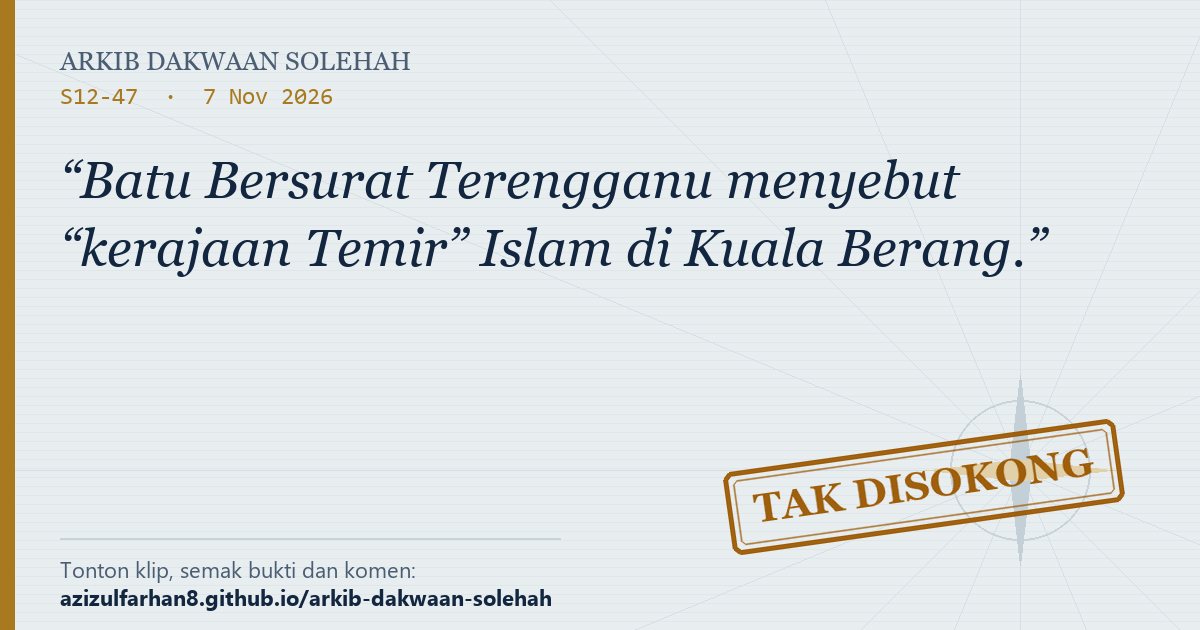 ARKIB DAKWAAN SOLEHAH
S12-47 · 7 Nov 2026
“Batu Bersurat Terengganu menyebut
“kerajaan Temir” Islam di Kuala Berang.”
TAK DISOKONG
Tonton klip, semak bukti dan komen:
azizulfarhan8.github.io/arkib-dakwaan-solehah